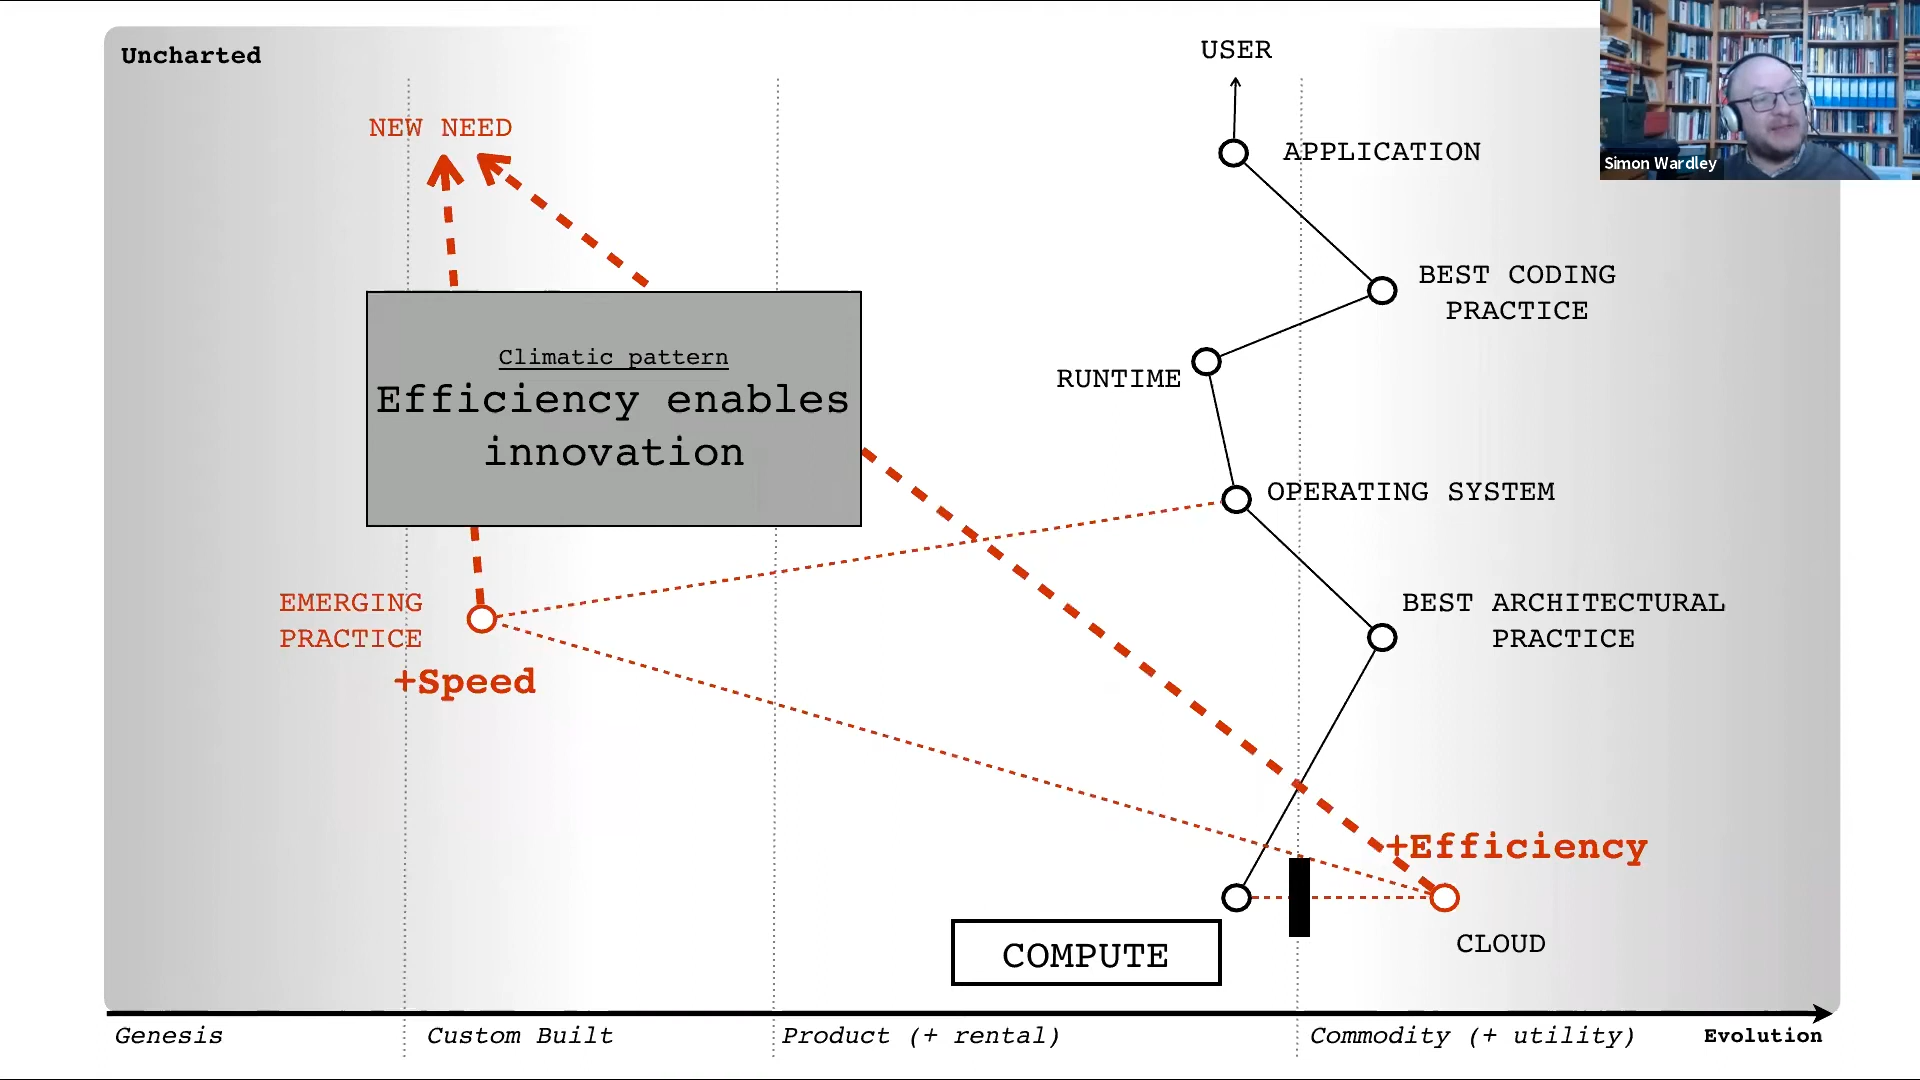 Uncharted
USER
NEW NEED
APPLICATION
Simon Wardley
BEST CODING
PRACTICE
Climatic pattern
Efficiency enables
innovation
RUNTIME
OPERATING SYSTEM
EMERGING
PRACTICE
+Speed
BEST ARCHITECTURAL
PRACTICE
+Efficiency
CLOUD
COMPUTE
Genesis
Custom Built
Product (+ rental)
Commodity (+ utility)
Evolution